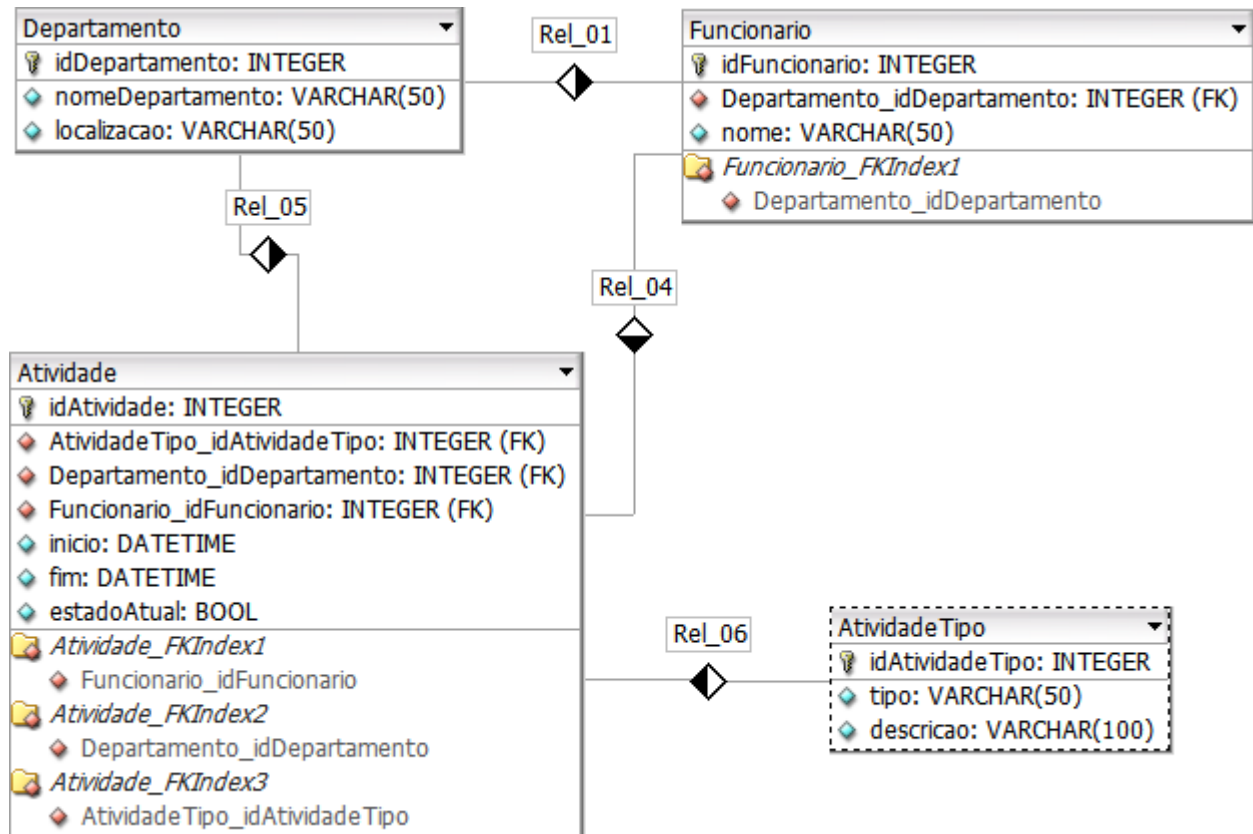 Departamento
idDepartamento: INTEGER
nomeDepartamento: VARCHAR(50)
localizacao: VARCHAR(50)
Rel_01
Funcionario
idFuncionario: INTEGER
Departamento_idDepartamento: INTEGER (FK)
nome: VARCHAR(50)
Funcionario_FKIndex1
Departamento_idDepartamento
Rel_05
Rel_04
Atividade
idAtividade: INTEGER
AtividadeTipo_idAtividadeTipo: INTEGER (FK)
Departamento_idDepartamento: INTEGER (FK)
Funcionario_idFuncionario: INTEGER (FK)
inicio: DATETIME
fim: DATETIME
estadoAtual: BOOL
Atividade_FKIndex1
Funcionario_idFuncionario
Atividade_FKIndex2
Departamento_idDepartamento
Atividade_FKIndex3
AtividadeTipo_idAtividadeTipo
Rel_06
AtividadeTipo
idAtividadeTipo: INTEGER
tipo: VARCHAR(50)
descricao: VARCHAR(100)